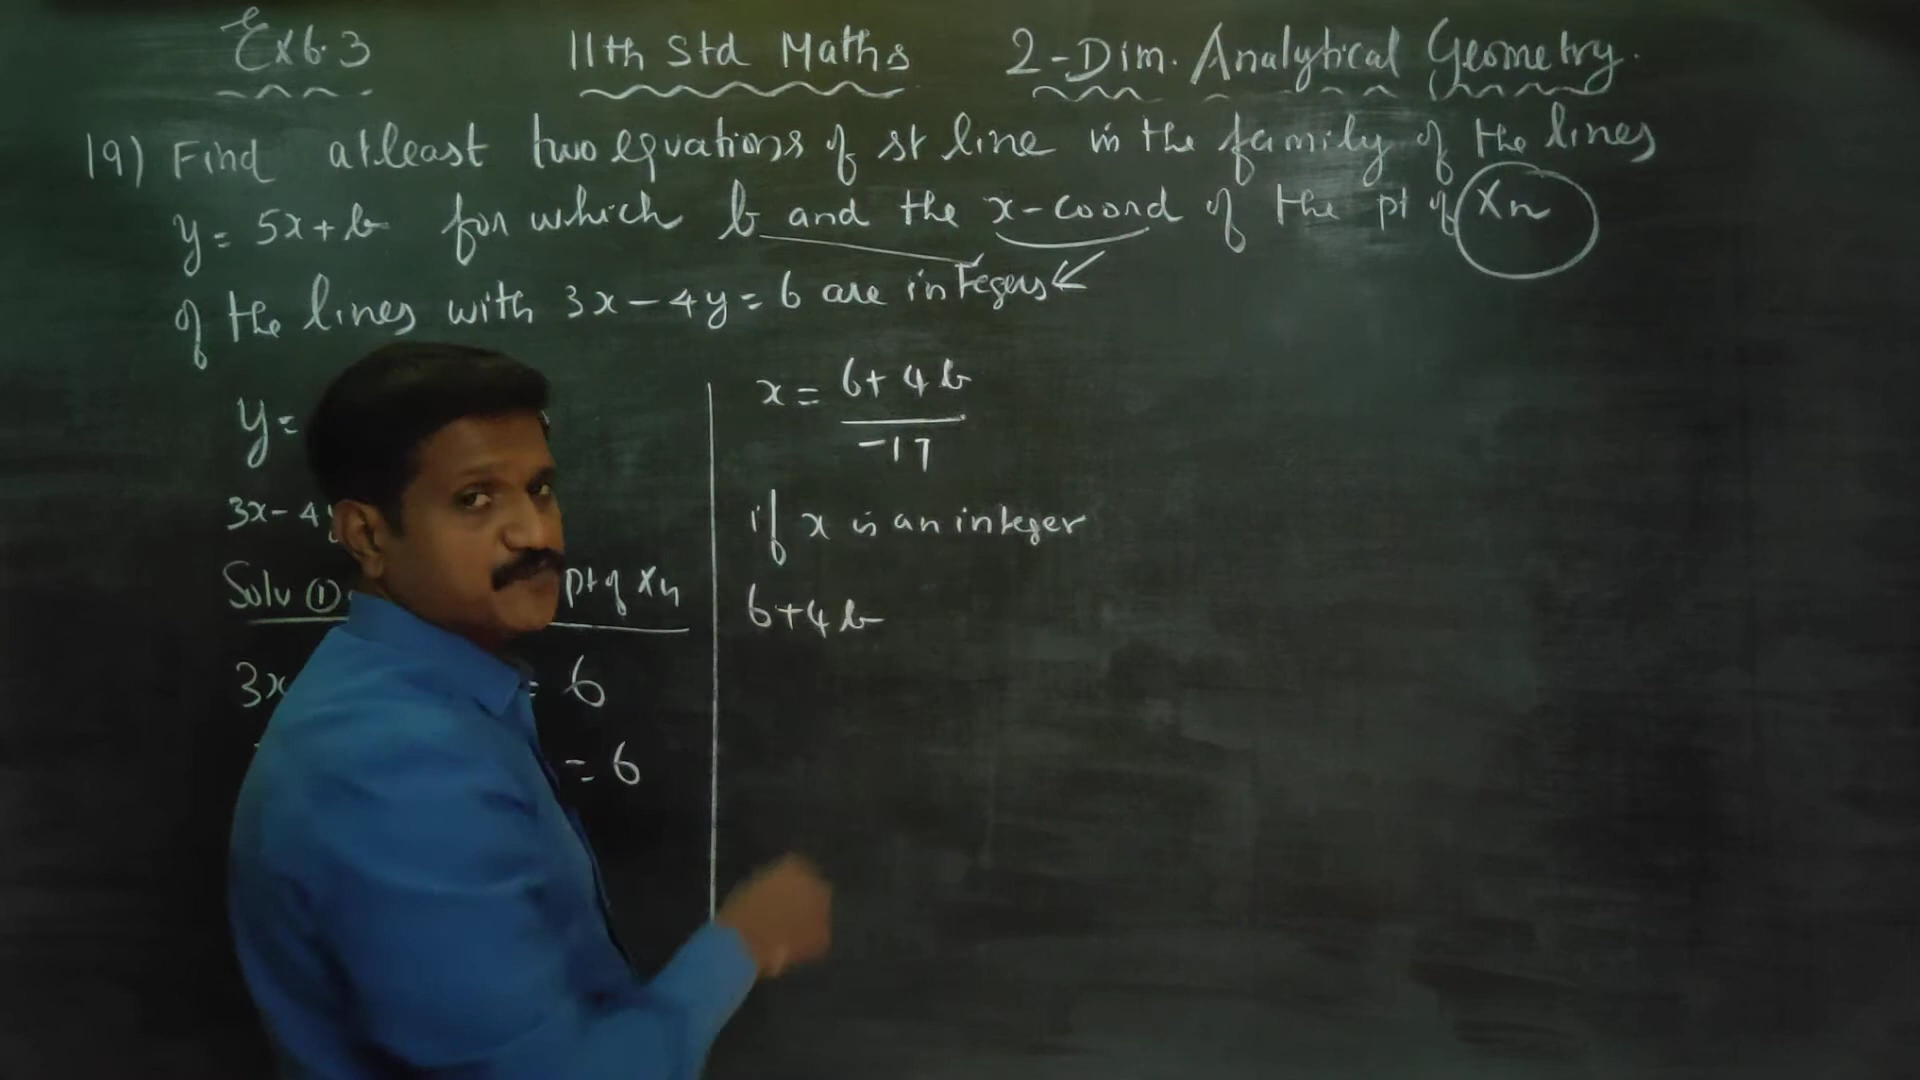 Ex 6.3 11th Std Maths 2-Dim. Analytical Geometry.
19) Find atleast two equations of st line in the family of the lines
y = 5x + b for which b and the x-coord of the pt of Xn
of the lines with 3x - 4y = 6 are integers
y =
3x - 4y
Solv ① pt of Xn
3x = 6
= 6
x = 6 + 4b
-17
if x is an integer
6 + 4b